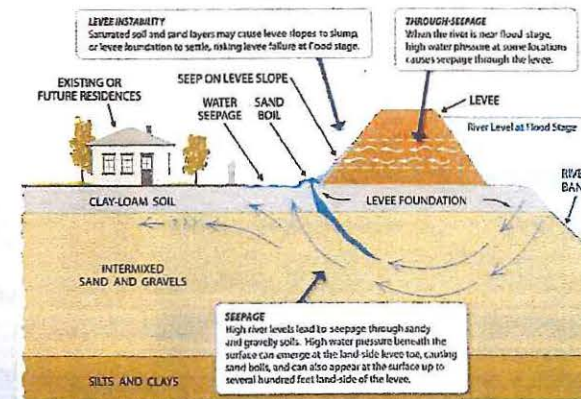 LEVEE INSTABILITY
Saturated soil and sand layers may cause levee slopes to slump,
or levee foundation to settle, risking levee failure at flood stage.
THROUGH-SEEPAGE
When the river is near flood stage,
high water pressure at some locations
causes seepage through the levee.
EXISTING OR
FUTURE RESIDENCES
SEEP ON LEVEE SLOPE
WATER
SEEPAGE
SAND
BOIL
LEVEE
River Level at Flood Stage
CLAY-LOAM SOIL
LEVEE FOUNDATION
RIVE
BAN
INTERMIXED
SAND AND GRAVELS
SEEPAGE
High river levels lead to seepage through sandy
and gravelly soils. High water pressure beneath the
surface can emerge at the land-side levee toe, causing
sand boils, and can also appear at the surface up to
several hundred feet land-side of the levee.
SILTS AND CLAYS